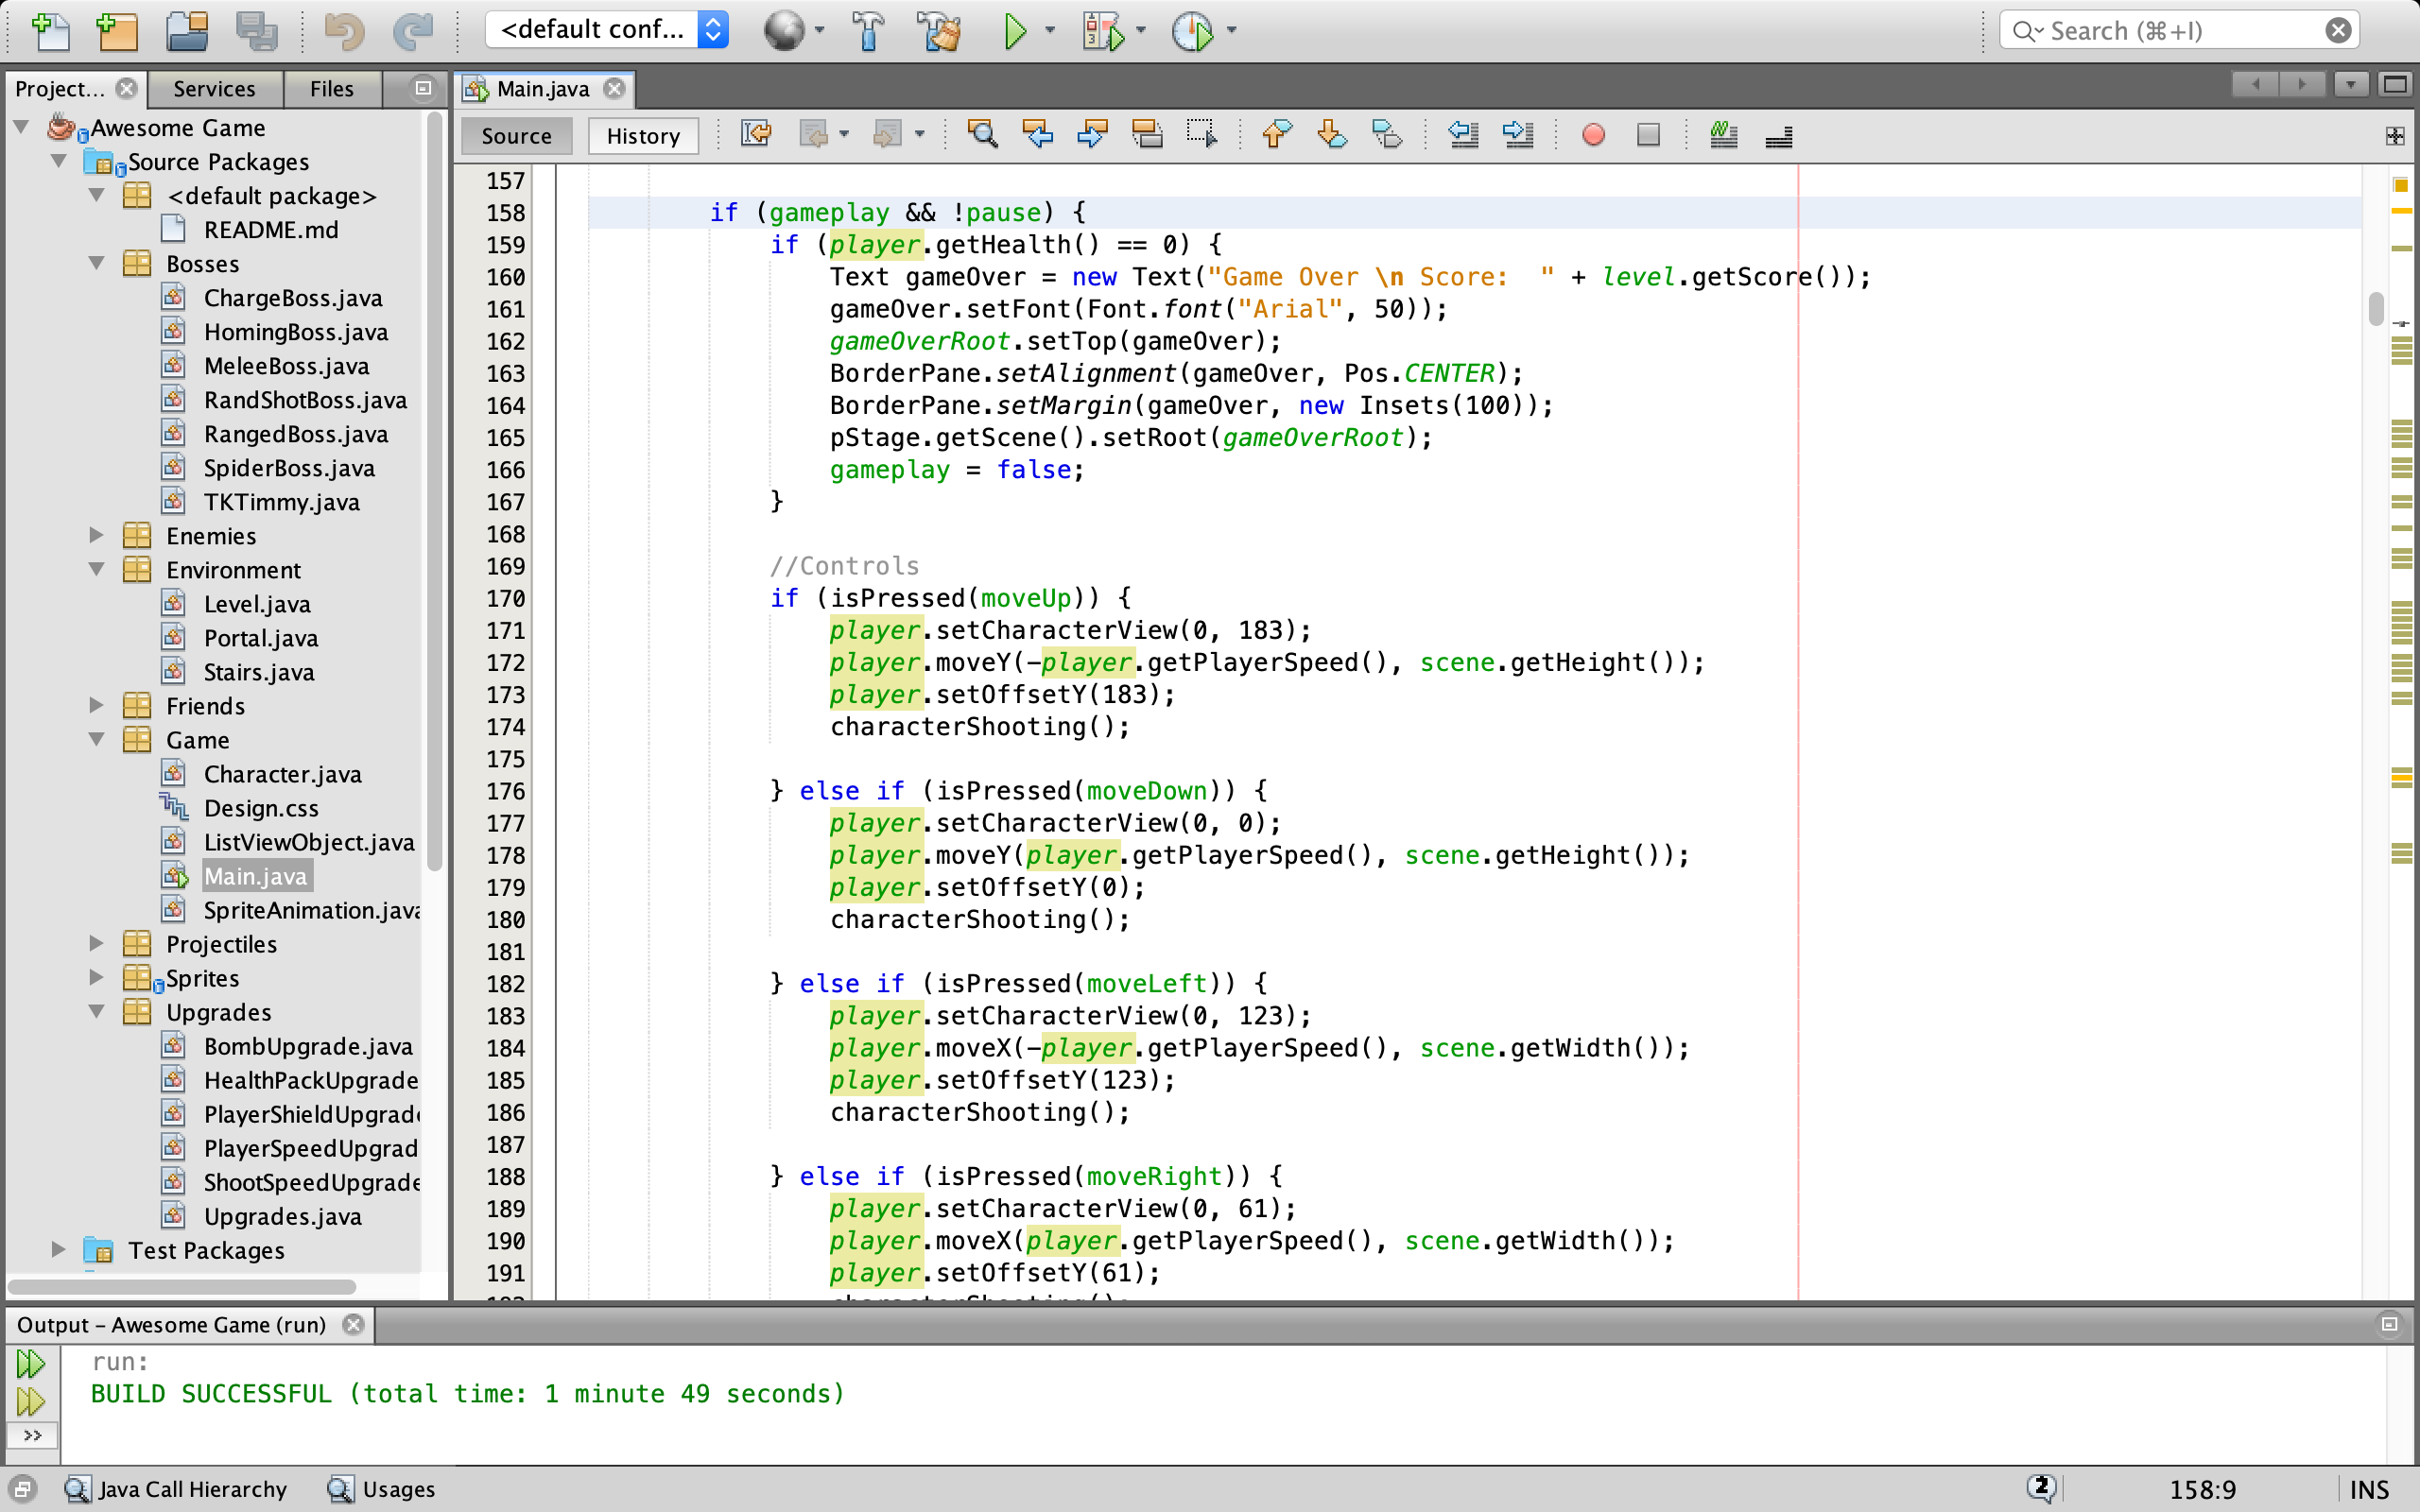 <default conf...
Search (⌘+I)
Project...
Services
Files
Main.java
Source
History
Awesome Game
Source Packages
<default package>
README.md
Bosses
ChargeBoss.java
HomingBoss.java
MeleeBoss.java
RandShotBoss.java
RangedBoss.java
SpiderBoss.java
TKTimmy.java
Enemies
Environment
Level.java
Portal.java
Stairs.java
Friends
Game
Character.java
Design.css
ListViewObject.java
Main.java
SpriteAnimation.java
Projectiles
Sprites
Upgrades
BombUpgrade.java
HealthPackUpgrade
PlayerShieldUpgrade
PlayerSpeedUpgrad
ShootSpeedUpgrade
Upgrades.java
Test Packages
157
158 if (gameplay && !pause) {
159 if (player.getHealth() == 0) {
160 Text gameOver = new Text("Game Over \n Score:  " + level.getScore());
161 gameOver.setFont(Font.font("Arial", 50));
162 gameOverRoot.setTop(gameOver);
163 BorderPane.setAlignment(gameOver, Pos.CENTER);
164 BorderPane.setMargin(gameOver, new Insets(100));
165 pStage.getScene().setRoot(gameOverRoot);
166 gameplay = false;
167 }
168
169 //Controls
170 if (isPressed(moveUp)) {
171 player.setCharacterView(0, 183);
172 player.moveY(-player.getPlayerSpeed(), scene.getHeight());
173 player.setOffsetY(183);
174 characterShooting();
175
176 } else if (isPressed(moveDown)) {
177 player.setCharacterView(0, 0);
178 player.moveY(player.getPlayerSpeed(), scene.getHeight());
179 player.setOffsetY(0);
180 characterShooting();
181
182 } else if (isPressed(moveLeft)) {
183 player.setCharacterView(0, 123);
184 player.moveX(-player.getPlayerSpeed(), scene.getWidth());
185 player.setOffsetY(123);
186 characterShooting();
187
188 } else if (isPressed(moveRight)) {
189 player.setCharacterView(0, 61);
190 player.moveX(player.getPlayerSpeed(), scene.getWidth());
191 player.setOffsetY(61);
Output – Awesome Game (run)
run:
BUILD SUCCESSFUL (total time: 1 minute 49 seconds)
>>
Java Call Hierarchy
Usages
2
158:9
INS